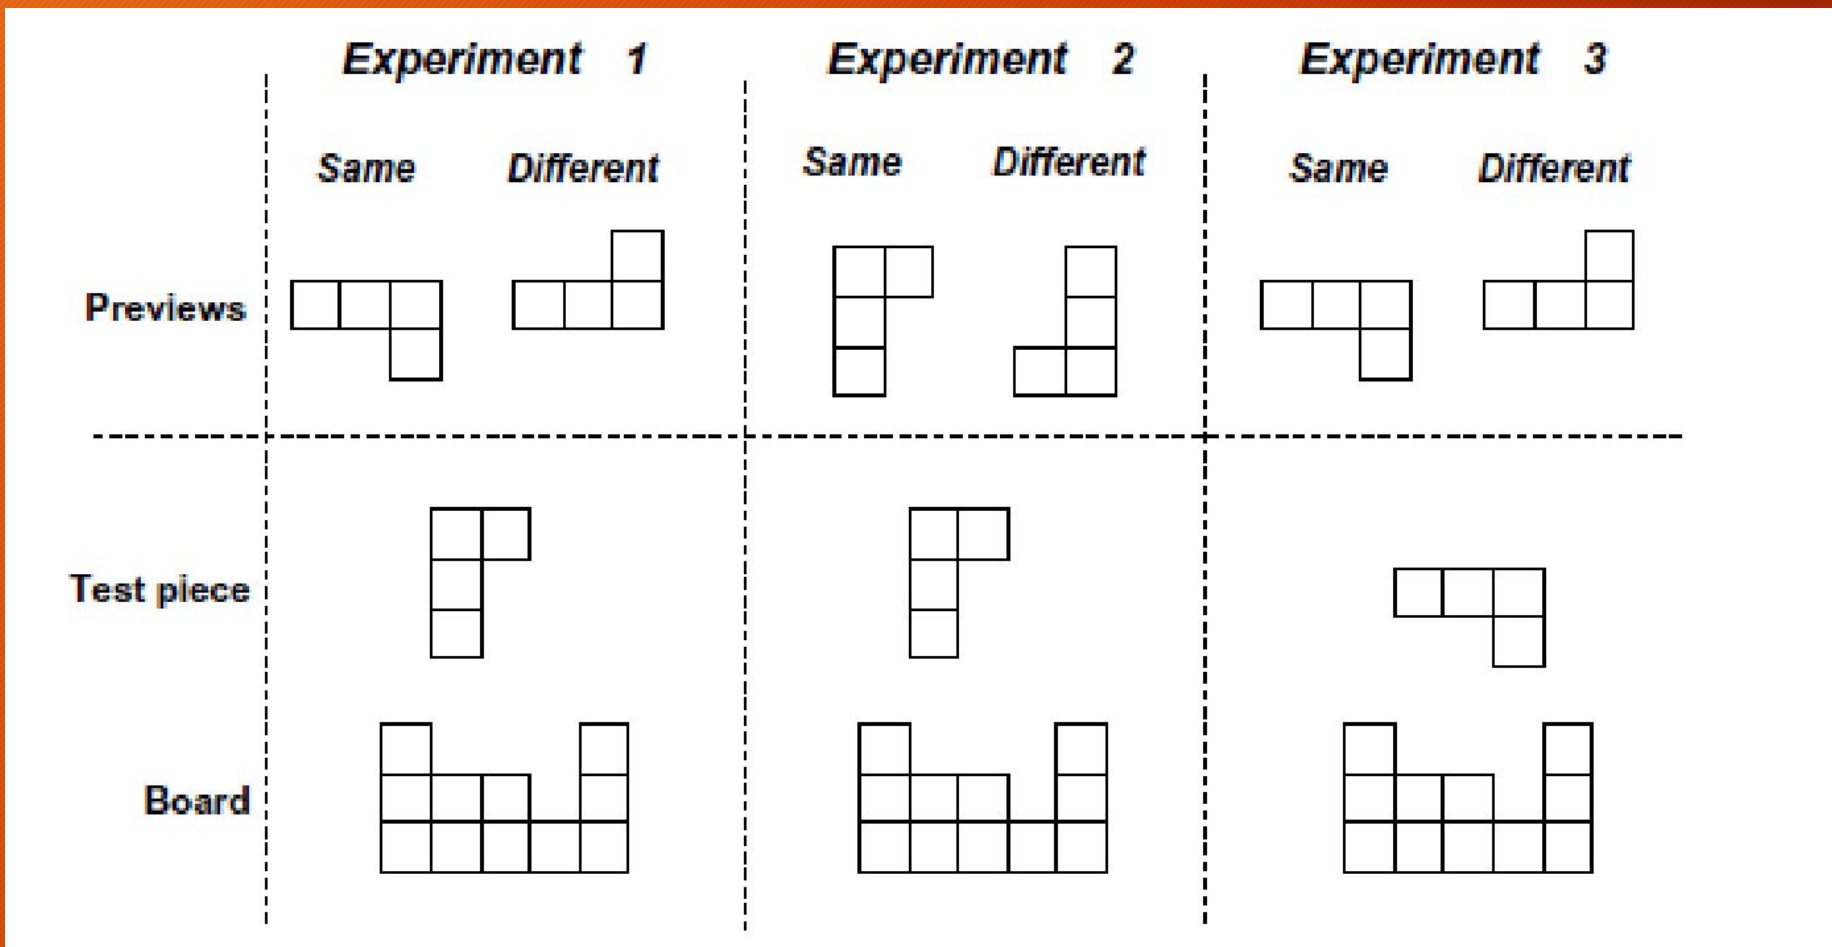 Experiment 1 Experiment 2 Experiment 3
Same Different Same Different Same Different
Previews
Test piece
Board